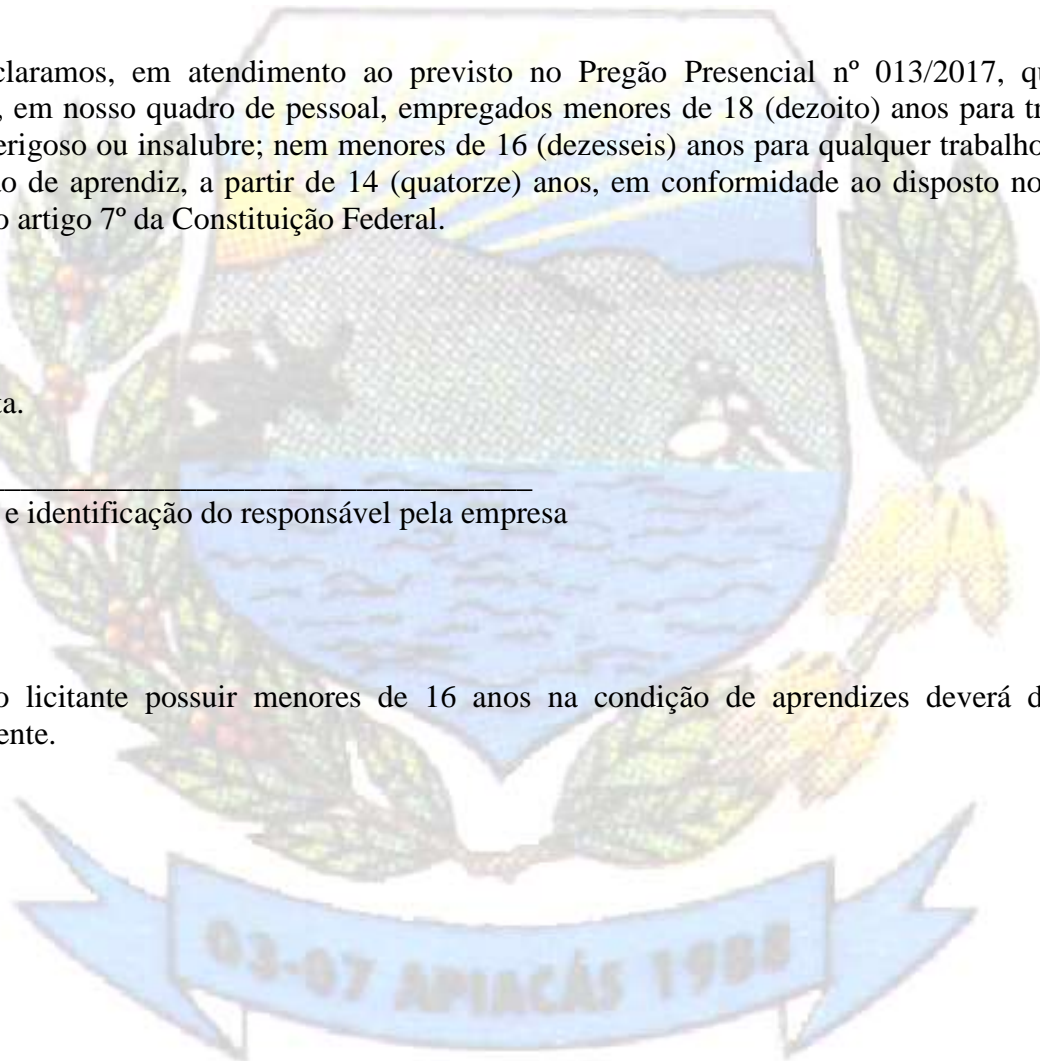 claramos, em atendimento ao previsto no Pregão Presencial nº 013/2017, qu
, em nosso quadro de pessoal, empregados menores de 18 (dezoito) anos para tr
erigoso ou insalubre; nem menores de 16 (dezesseis) anos para qualquer trabalho
o de aprendiz, a partir de 14 (quatorze) anos, em conformidade ao disposto no
o artigo 7º da Constituição Federal.
ta.
e identificação do responsável pela empresa
o licitante possuir menores de 16 anos na condição de aprendizes deverá d
ente.
03-07 APIACÁS 1988